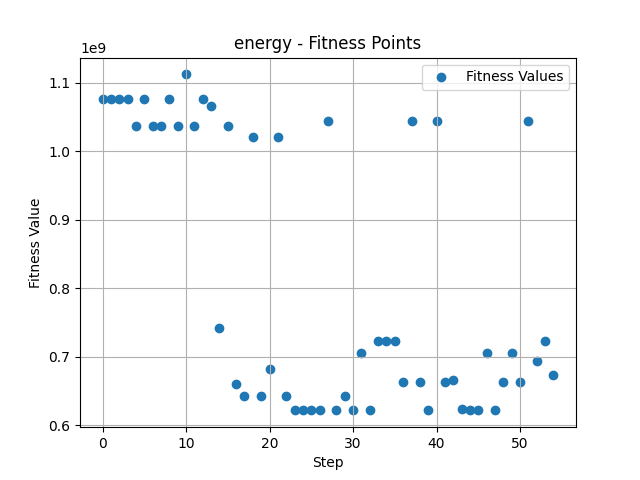 energy - Fitness Points
1e9
Fitness Values
1.1
1.0
0.9
0.8
0.7
0.6
Fitness Value
0 10 20 30 40 50
Step